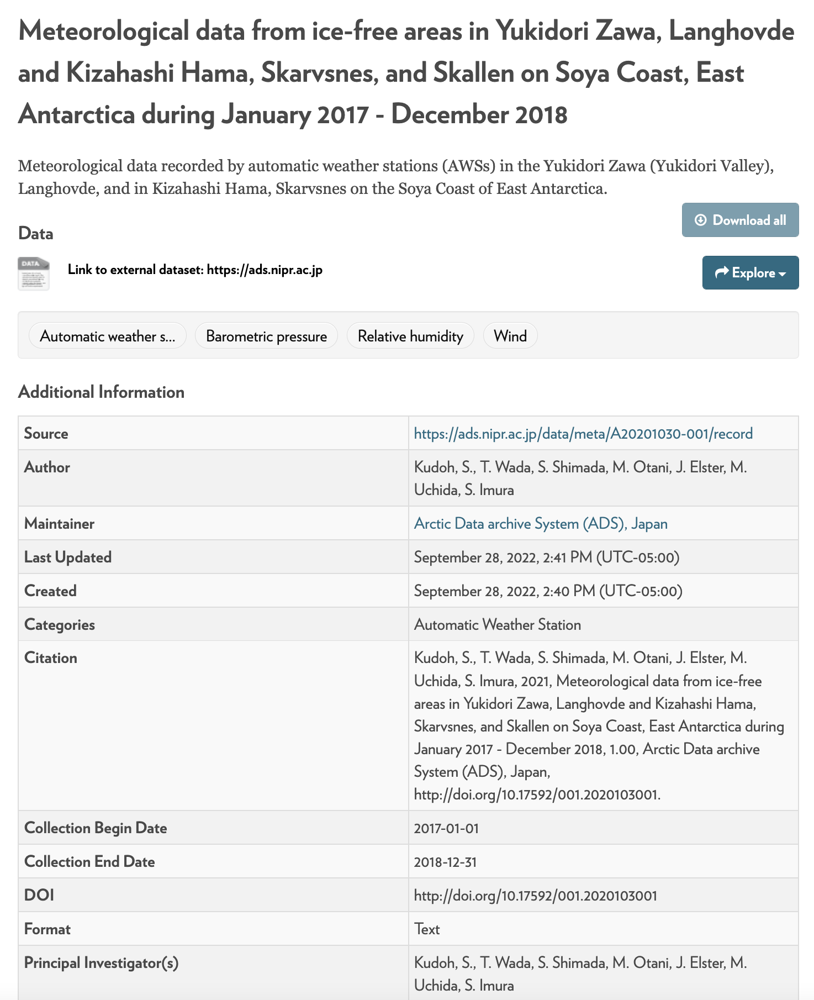 Meteorological data from ice-free areas in Yukidori Zawa, Langhovde
and Kizahashi Hama, Skarvsnes, and Skallen on Soya Coast, East
Antarctica during January 2017 - December 2018
Meteorological data recorded by automatic weather stations (AWSs) in the Yukidori Zawa (Yukidori Valley),
Langhovde, and in Kizahashi Hama, Skarvsnes on the Soya Coast of East Antarctica.
Download all
Data
DATA
Link to external dataset: https://ads.nipr.ac.jp
Explore
Automatic weather s... Barometric pressure Relative humidity Wind
Additional Information
Source https://ads.nipr.ac.jp/data/meta/A20201030-001/record
Author Kudoh, S., T. Wada, S. Shimada, M. Otani, J. Elster, M.
Uchida, S. Imura
Maintainer Arctic Data archive System (ADS), Japan
Last Updated September 28, 2022, 2:41 PM (UTC-05:00)
Created September 28, 2022, 2:40 PM (UTC-05:00)
Categories Automatic Weather Station
Citation Kudoh, S., T. Wada, S. Shimada, M. Otani, J. Elster, M.
Uchida, S. Imura, 2021, Meteorological data from ice-free
areas in Yukidori Zawa, Langhovde and Kizahashi Hama,
Skarvsnes, and Skallen on Soya Coast, East Antarctica during
January 2017 - December 2018, 1.00, Arctic Data archive
System (ADS), Japan,
http://doi.org/10.17592/001.2020103001.
Collection Begin Date 2017-01-01
Collection End Date 2018-12-31
DOI http://doi.org/10.17592/001.2020103001
Format Text
Principal Investigator(s) Kudoh, S., T. Wada, S. Shimada, M. Otani, J. Elster, M.
Uchida, S. Imura